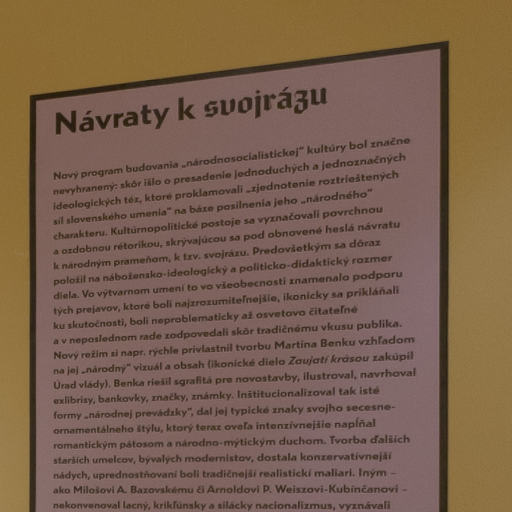 Návraty k svojrázu
Nový program budovania „národnosocialistickej" kultúry bol značne
nevyhranený: skôr išlo o presadenie jednoduchých a jednoznačných
ideologických téz, ktoré proklamovali „zjednotenie roztrieštených
síl slovenského umenia" na báze posilnenia jeho „národného"
charakteru. Kultúrnopolitické postoje sa vyznačovali povrchnou
a ozdobnou rétorikou, skrývajúcou sa pod obnovené heslá návratu
k národným prameňom, k tzv. svojrázu. Predovšetkým sa dôraz
položil na nábožensko-ideologický a politicko-didaktický rozmer
diela. Vo výtvarnom umení to vo všeobecnosti znamenalo podporu
tých prejavov, ktoré boli najzrozumiteľnejšie, ikonicky sa prikláňali
ku skutočnosti, boli neproblematicky až osvetovo čitateľné
a v neposlednom rade zodpovedali skôr tradičnému vkusu publika.
Nový režim si napr. rýchle privlastnil tvorbu Martina Benku vzhľadom
na jej „národný" vizuál a obsah (ikonické dielo Zaujatí krásou zakúpil
Úrad vlády). Benka riešil sgrafitá pre novostavby, ilustroval, navrhoval
exlibrisy, bankovky, značky, známky. Inštitucionalizoval tak isté
formy „národnej prevádzky", dal jej typické znaky svojho secesne-
ornamentálneho štýlu, ktorý teraz oveľa intenzívnejšie napĺňal
romantickým pátosom a národno-mýtickým duchom. Tvorba ďalších
starších umelcov, bývalých modernistov, dostala konzervatívnejší
nádych, uprednostňovaní boli tradičnejší realistickí maliari. Iným –
ako Milošovi A. Bazovskému či Arnoldovi P. Weiszovi-Kubínčanovi –
nekonvenoval lacný, krikľúnsky a silácky nacionalizmus, vyznávali